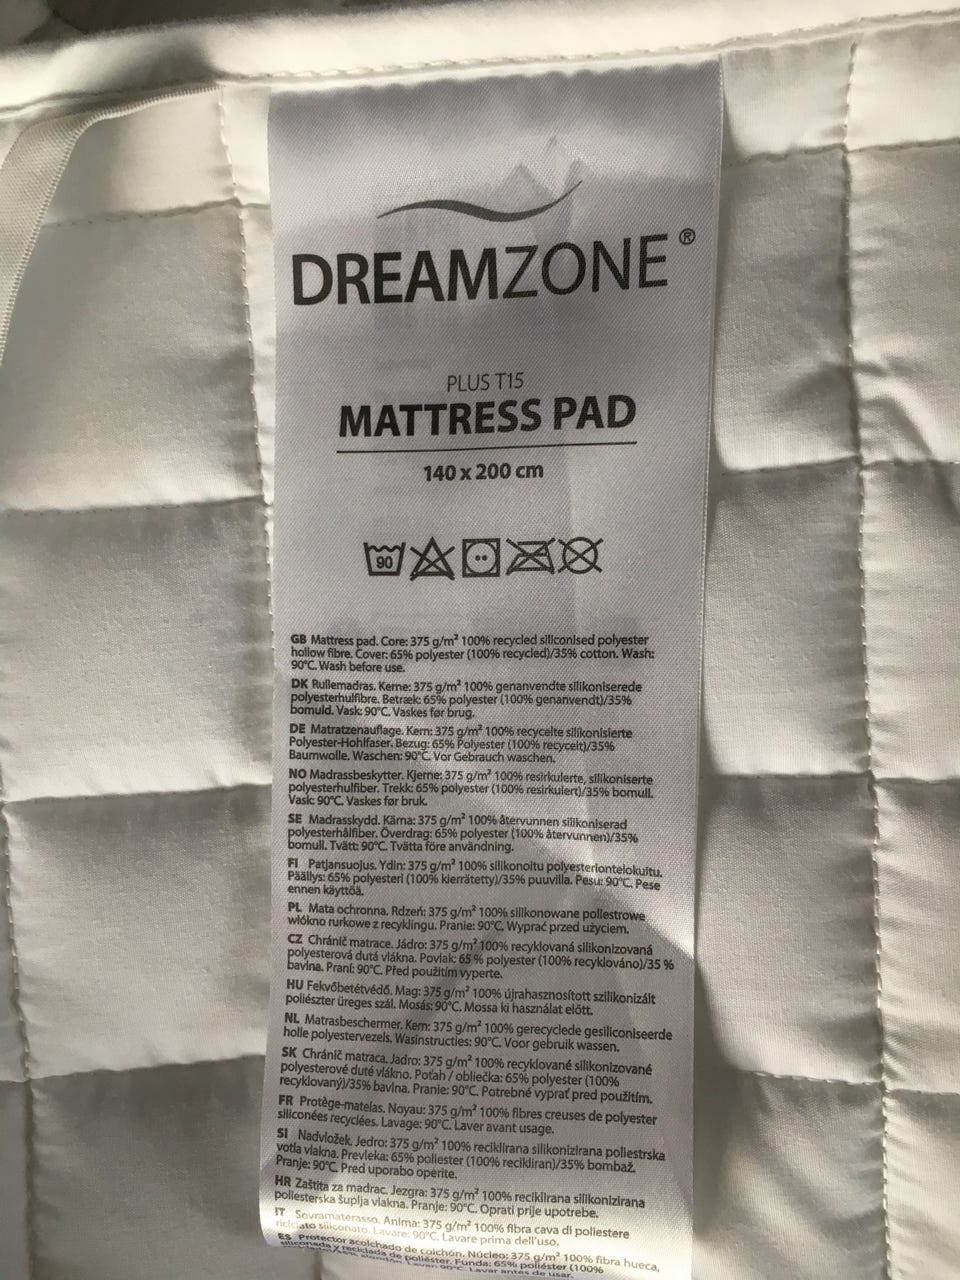 DREAMZONE®
PLUS T15
MATTRESS PAD
140 x 200 cm
90
GB Mattress pad. Core: 375 g/m² 100% recycled siliconised polyester
hollow fibre. Cover: 65% polyester (100% recycled)/35% cotton. Wash:
90°C. Wash before use.
DK Rullemadras. Kerne: 375 g/m² 100% genanvendte silikoniserede
polyesterhulfibre. Betræk: 65% polyester (100% genanvendt)/35%
bomuld. Vask: 90°C. Vaskes før brug.
DE Matratzenauflage. Kern: 375 g/m² 100% recycelte silikonisierte
Polyester-Hohlfaser. Bezug: 65% Polyester (100% recycelt)/35%
Baumwolle. Waschen: 90°C. Vor Gebrauch waschen.
NO Madrassbeskytter. Kjerne: 375 g/m² 100% resirkulerte, silikoniserte
polyesterhulfiber. Trekk: 65% polyester (100% resirkulert)/35% bomull.
Vask: 90°C. Vaskes før bruk.
SE Madrasskydd. Kärna: 375 g/m² 100% återvunnen silikoniserad
polyesterhålfiber. Överdrag: 65% polyester (100% återvunnen)/35%
bomull. Tvätt: 90°C. Tvätta före användning.
FI Patjansuojus. Ydin: 375 g/m² 100% silikonoitu polyesteriontelokuitu.
Päällys: 65% polyesteri (100% kierrätetty)/35% puuvilla. Pesu: 90°C. Pese
ennen käyttöä.
PL Mata ochronna. Rdzeń: 375 g/m² 100% silikonowane poliestrowe
włókno rurkowe z recyklingu. Pranie: 90°C. Wyprać przed użyciem.
CZ Chránič matrace. Jádro: 375 g/m² 100% recyklovaná silikonizovaná
polyesterová dutá vlákna. Povlak: 65 % polyester (100% recyklováno)/35 %
bavlna. Praní: 90°C. Před použitím vyperte.
HU Fekvőbetétvédő. Mag: 375 g/m² 100% újrahasznosított szilikonizált
poliészter üreges szál. Mosás: 90°C. Mossa ki használat előtt.
NL Matrasbeschermer. Kern: 375 g/m² 100% gerecyclede gesiliconiseerde
holle polyestervezels. Wasinstructies: 90°C. Voor gebruik wassen.
SK Chránič matraca. Jadro: 375 g/m² 100% recyklované silikonizované
polyesterové duté vlákno. Poťah / obliečka: 65% polyester (100%
recyklovaný)/35% bavlna. Pranie: 90°C. Potrebné vyprať pred použitím.
FR Protège-matelas. Noyau: 375 g/m² 100% fibres creuses de polyester
siliconées recyclées. Lavage: 90°C. Laver avant usage.
SI Nadvložek. Jedro: 375 g/m² 100% reciklirana silikonizirana poliestrska
votla vlakna. Prevleka: 65% poliester (100% recikliran)/35% bombaž.
Pranje: 90°C. Pred uporabo operite.
HR Zaštita za madrac. Jezgra: 375 g/m² 100% reciklirana silikonizirana
poliesterska šuplja vlakna. Pranje: 90°C. Oprati prije upotrebe.
IT Sovramaterasso. Anima: 375 g/m² 100% fibra cava di poliestere
riciclato siliconato. Lavare: 90°C. Lavare prima dell'uso.
ES Protector acolchado de colchón. Núcleo: 375 g/m² 100% fibra hueca,
siliconada y reciclada de poliéster. Funda: 65% poliéster (100%
Lavar: 90°C. Lavar antes de usar.